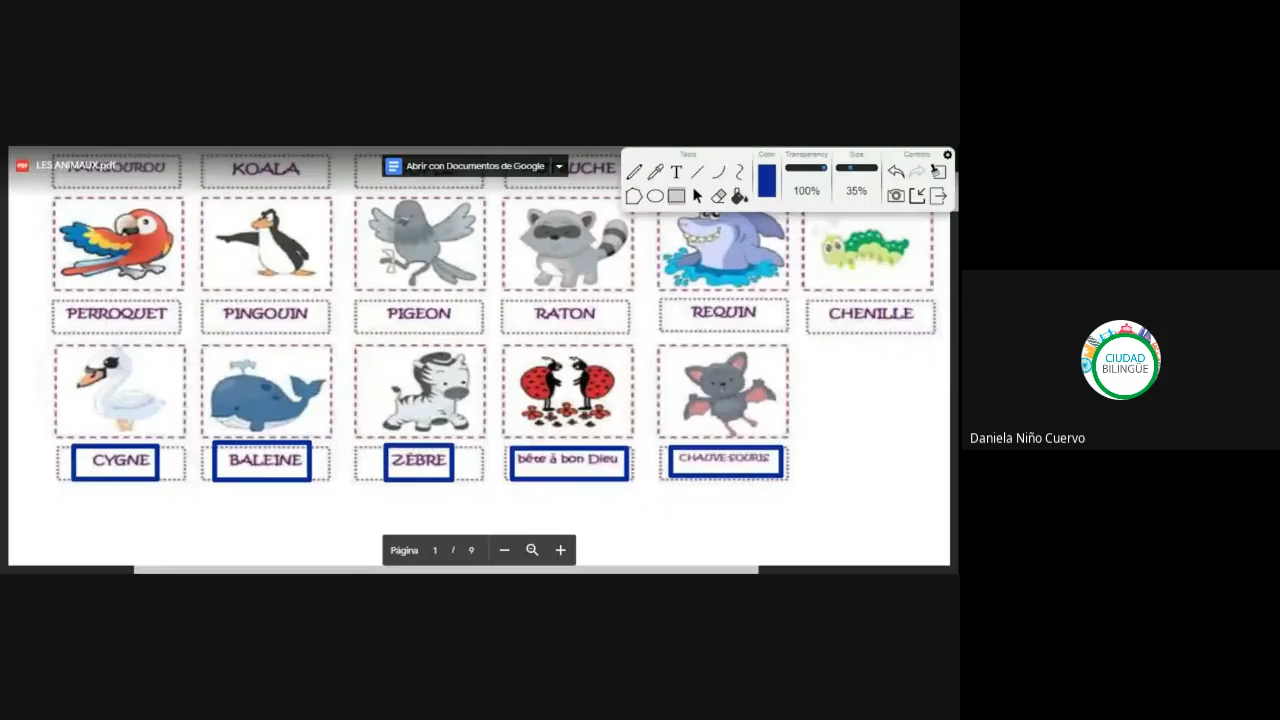 LES ANIMAUX.pdf
Abrir con Documentos de Google
KOALA
UCHE
Tools
Color
Transparency
Size
Controls
100%
35%
PERROQUET
PINGOUIN
PIGEON
RATON
REQUIN
CHENILLE
CYGNE
BALEINE
ZÈBRE
bête à bon Dieu
CHAUVE-SOURIS
Página 1 / 9
CIUDAD
BILINGÜE
Daniela Niño Cuervo